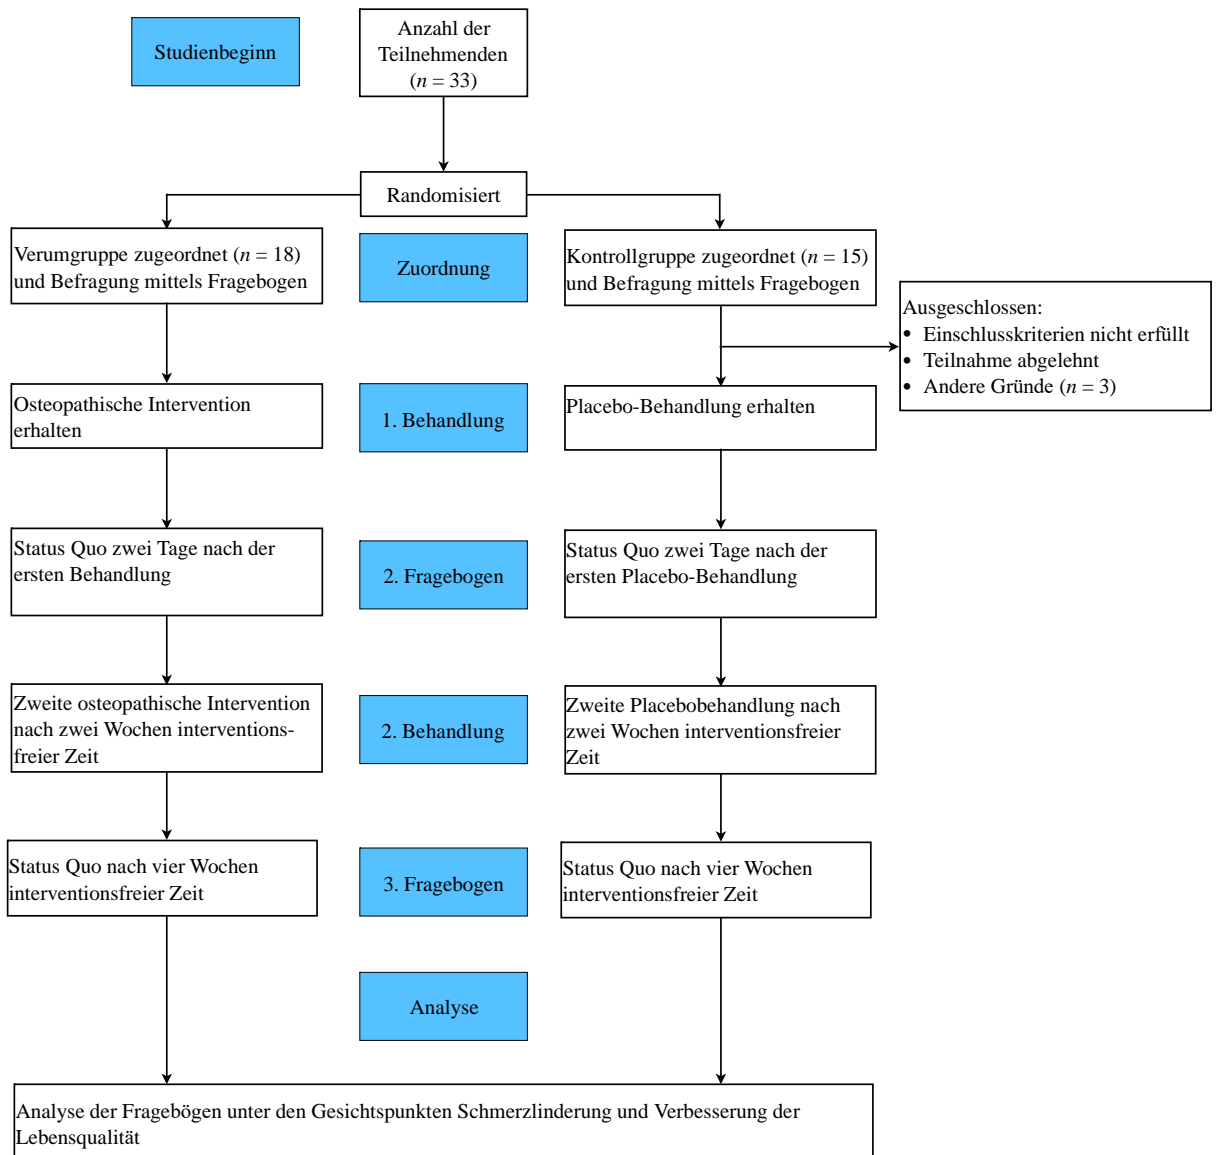 Studienbeginn
Anzahl der
Teilnehmenden
(n = 33)
Randomisiert
Verumgruppe zugeordnet (n = 18)
und Befragung mittels Fragebogen
Zuordnung
Kontrollgruppe zugeordnet (n = 15)
und Befragung mittels Fragebogen
Ausgeschlossen:
• Einschlusskriterien nicht erfüllt
• Teilnahme abgelehnt
• Andere Gründe (n = 3)
Osteopathische Intervention
erhalten
1. Behandlung
Placebo-Behandlung erhalten
Status Quo zwei Tage nach der
ersten Behandlung
2. Fragebogen
Status Quo zwei Tage nach der
ersten Placebo-Behandlung
Zweite osteopathische Intervention
nach zwei Wochen interventions-
freier Zeit
2. Behandlung
Zweite Placebobehandlung nach
zwei Wochen interventionsfreier
Zeit
Status Quo nach vier Wochen
interventionsfreier Zeit
3. Fragebogen
Status Quo nach vier Wochen
interventionsfreier Zeit
Analyse
Analyse der Fragebögen unter den Gesichtspunkten Schmerzlinderung und Verbesserung der
Lebensqualität